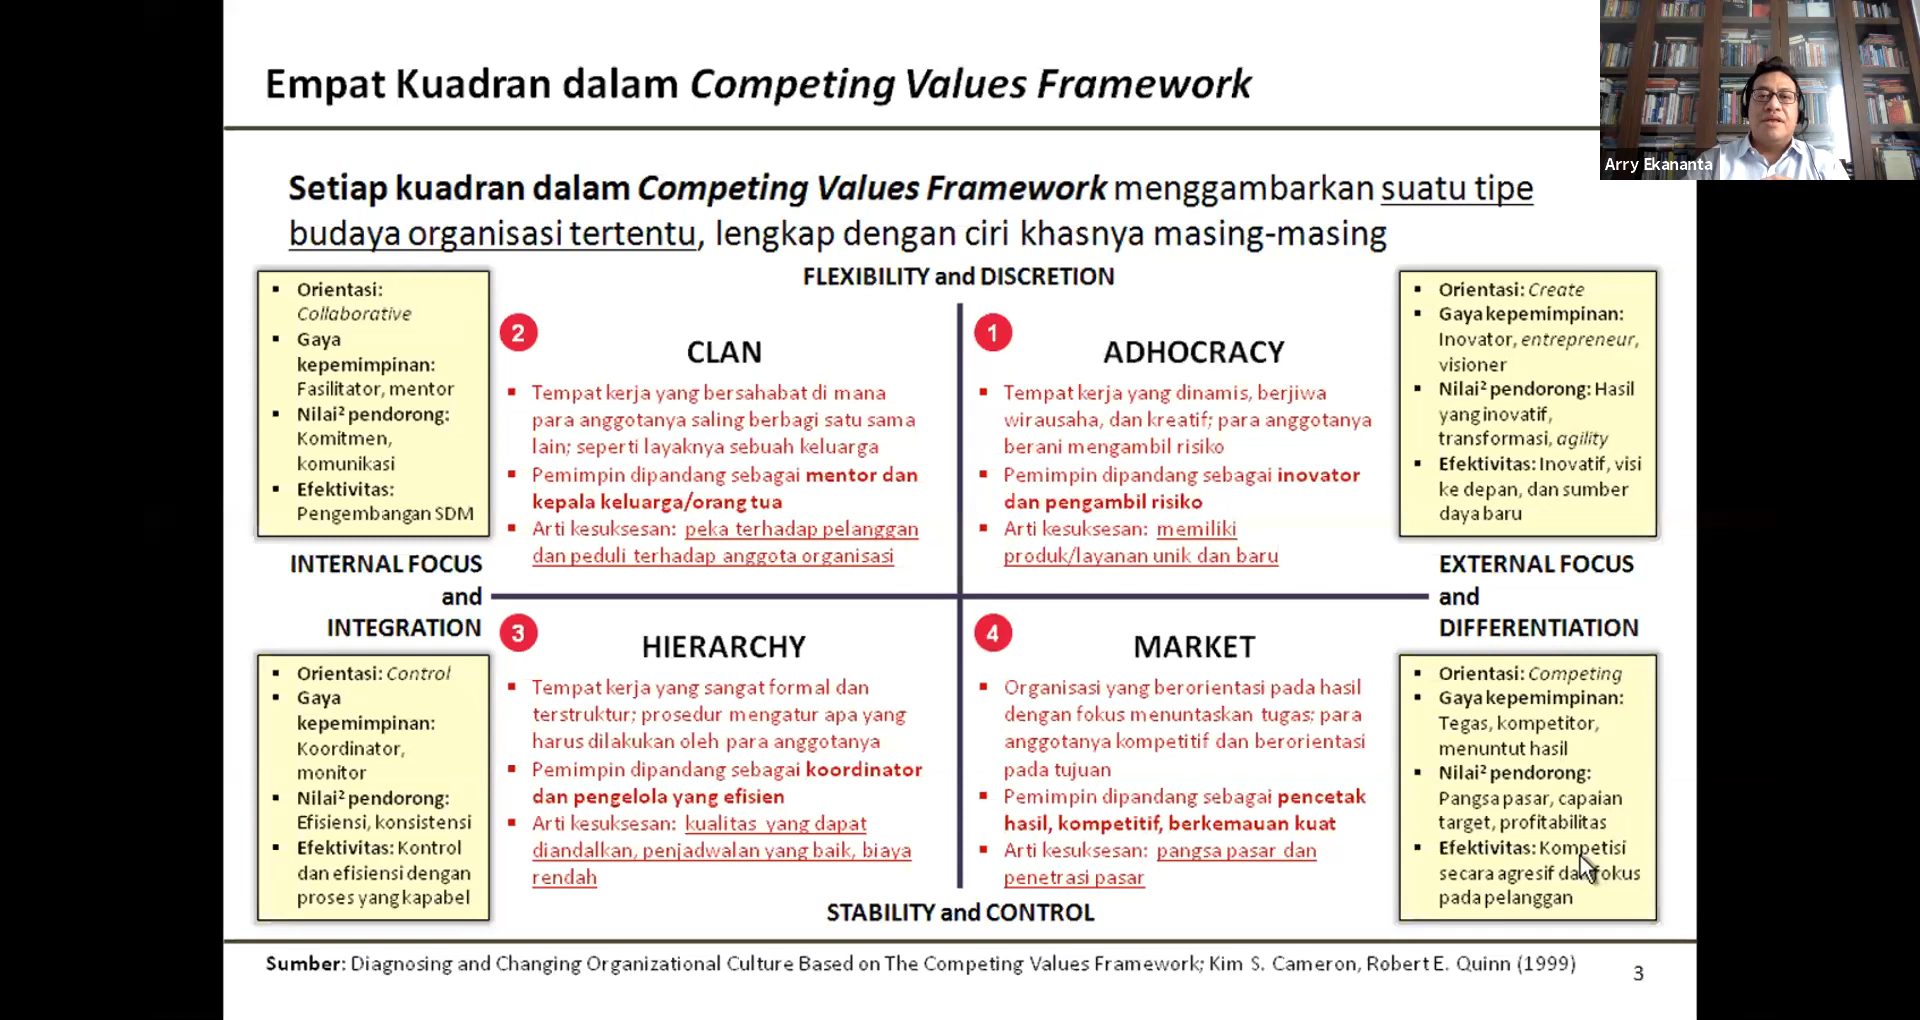 Empat Kuadran dalam Competing Values Framework
Arry Ekananta
Setiap kuadran dalam Competing Values Framework menggambarkan suatu tipe
budaya organisasi tertentu, lengkap dengan ciri khasnya masing-masing
FLEXIBILITY and DISCRETION
▪ Orientasi:
Collaborative
▪ Gaya
kepemimpinan:
Fasilitator, mentor
▪ Nilai² pendorong:
Komitmen,
komunikasi
▪ Efektivitas:
Pengembangan SDM
2
CLAN
▪ Tempat kerja yang bersahabat di mana
para anggotanya saling berbagi satu sama
lain; seperti layaknya sebuah keluarga
▪ Pemimpin dipandang sebagai mentor dan
kepala keluarga/orang tua
▪ Arti kesuksesan: peka terhadap pelanggan
dan peduli terhadap anggota organisasi
1
ADHOCRACY
▪ Tempat kerja yang dinamis, berjiwa
wirausaha, dan kreatif; para anggotanya
berani mengambil risiko
▪ Pemimpin dipandang sebagai inovator
dan pengambil risiko
▪ Arti kesuksesan: memiliki
produk/layanan unik dan baru
▪ Orientasi: Create
▪ Gaya kepemimpinan:
Inovator, entrepreneur,
visioner
▪ Nilai² pendorong: Hasil
yang inovatif,
transformasi, agility
▪ Efektivitas: Inovatif, visi
ke depan, dan sumber
daya baru
INTERNAL FOCUS
and
INTEGRATION
EXTERNAL FOCUS
and
DIFFERENTIATION
▪ Orientasi: Control
▪ Gaya
kepemimpinan:
Koordinator,
monitor
▪ Nilai² pendorong:
Efisiensi, konsistensi
▪ Efektivitas: Kontrol
dan efisiensi dengan
proses yang kapabel
3
HIERARCHY
▪ Tempat kerja yang sangat formal dan
terstruktur; prosedur mengatur apa yang
harus dilakukan oleh para anggotanya
▪ Pemimpin dipandang sebagai koordinator
dan pengelola yang efisien
▪ Arti kesuksesan: kualitas yang dapat
diandalkan, penjadwalan yang baik, biaya
rendah
4
MARKET
▪ Organisasi yang berorientasi pada hasil
dengan fokus menuntaskan tugas; para
anggotanya kompetitif dan berorientasi
pada tujuan
▪ Pemimpin dipandang sebagai pencetak
hasil, kompetitif, berkemauan kuat
▪ Arti kesuksesan: pangsa pasar dan
penetrasi pasar
▪ Orientasi: Competing
▪ Gaya kepemimpinan:
Tegas, kompetitor,
menuntut hasil
▪ Nilai² pendorong:
Pangsa pasar, capaian
target, profitabilitas
▪ Efektivitas: Kompetisi
secara agresif dan fokus
pada pelanggan
STABILITY and CONTROL
Sumber: Diagnosing and Changing Organizational Culture Based on The Competing Values Framework; Kim S. Cameron, Robert E. Quinn (1999)
3